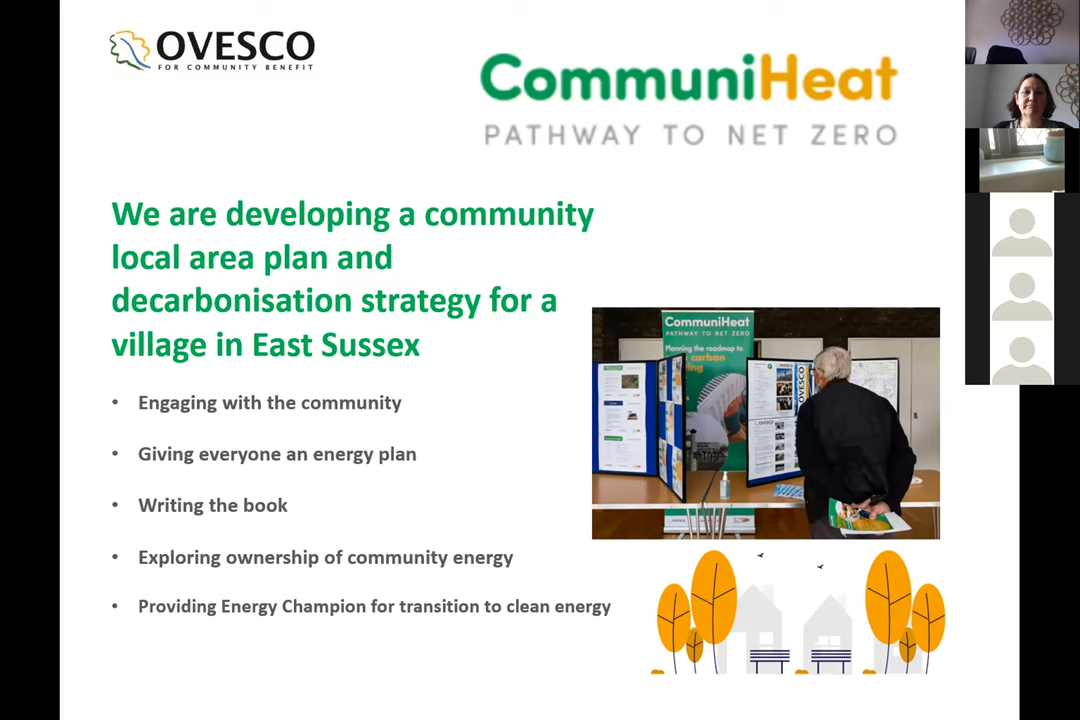 OVESCO
FOR COMMUNITY BENEFIT
CommuniHeat
PATHWAY TO NET ZERO
We are developing a community
local area plan and
decarbonisation strategy for a
village in East Sussex
• Engaging with the community
• Giving everyone an energy plan
• Writing the book
• Exploring ownership of community energy
• Providing Energy Champion for transition to clean energy
CommuniHeat
PATHWAY TO NET ZERO
Planning the roadmap to
carbon
OVESCO